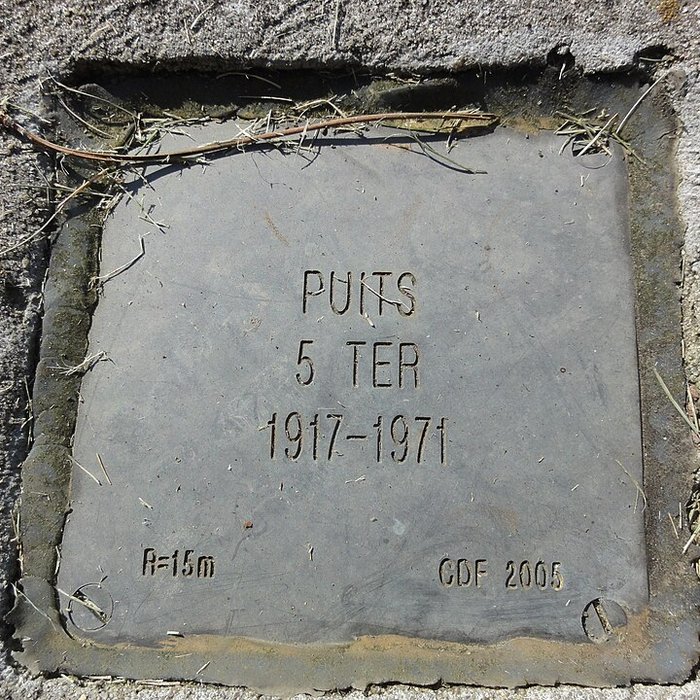 PUITS
5 TER
1917-1971
R=15m
CDF 2005